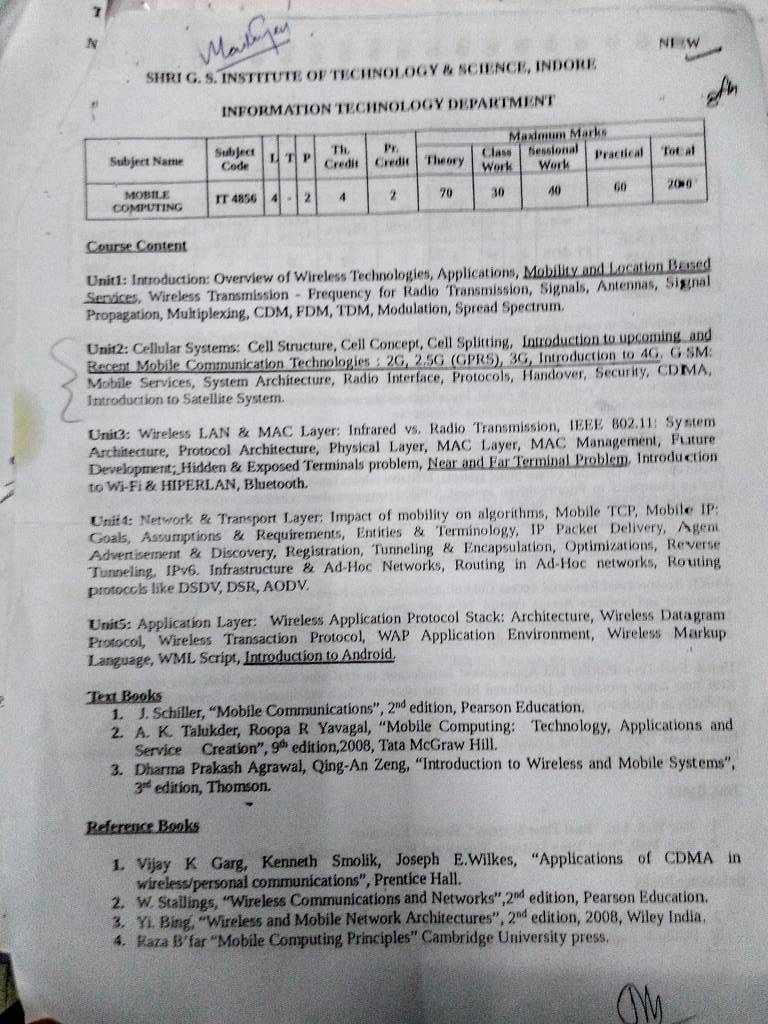 NEW
SHRI G. S. INSTITUTE OF TECHNOLOGY & SCIENCE, INDORE
INFORMATION TECHNOLOGY DEPARTMENT
Subject Name Subject Code L T P Th. Credit Pr. Credit Maximum Marks
Theory Class Work Sessional Work Practical Total
MOBILE COMPUTING IT 4856 4 - 2 4 2 70 30 40 60 200
Course Content
Unit1: Introduction: Overview of Wireless Technologies, Applications, Mobility and Location Based
Services, Wireless Transmission - Frequency for Radio Transmission, Signals, Antennas, Signal
Propagation, Multiplexing, CDM, FDM, TDM, Modulation, Spread Spectrum.
Unit2: Cellular Systems: Cell Structure, Cell Concept, Cell Splitting, Introduction to upcoming and
Recent Mobile Communication Technologies : 2G, 2.5G (GPRS), 3G, Introduction to 4G, GSM:
Mobile Services, System Architecture, Radio Interface, Protocols, Handover, Security, CDMA,
Introduction to Satellite System.
Unit3: Wireless LAN & MAC Layer: Infrared vs. Radio Transmission, IEEE 802.11: System
Architecture, Protocol Architecture, Physical Layer, MAC Layer, MAC Management, Future
Development; Hidden & Exposed Terminals problem, Near and Far Terminal Problem, Introduction
to Wi-Fi & HIPERLAN, Bluetooth.
Unit4: Network & Transport Layer: Impact of mobility on algorithms, Mobile TCP, Mobile IP:
Goals, Assumptions & Requirements, Entities & Terminology, IP Packet Delivery, Agent
Advertisement & Discovery, Registration, Tunneling & Encapsulation, Optimizations, Reverse
Tunneling, IPv6. Infrastructure & Ad-Hoc Networks, Routing in Ad-Hoc networks, Routing
protocols like DSDV, DSR, AODV.
Unit5: Application Layer: Wireless Application Protocol Stack: Architecture, Wireless Datagram
Protocol, Wireless Transaction Protocol, WAP Application Environment, Wireless Markup
Language, WML Script, Introduction to Android.
Text Books
1. J. Schiller, "Mobile Communications", 2nd edition, Pearson Education.
2. A. K. Talukder, Roopa R Yavagal, "Mobile Computing: Technology, Applications and
Service Creation", 9th edition,2008, Tata McGraw Hill.
3. Dharma Prakash Agrawal, Qing-An Zeng, "Introduction to Wireless and Mobile Systems",
3rd edition, Thomson.
Reference Books
1. Vijay K Garg, Kenneth Smolik, Joseph E.Wilkes, "Applications of CDMA in
wireless/personal communications", Prentice Hall.
2. W. Stallings, "Wireless Communications and Networks",2nd edition, Pearson Education.
3. Yi. Bing, "Wireless and Mobile Network Architectures", 2nd edition, 2008, Wiley India.
4. Raza B'far "Mobile Computing Principles" Cambridge University press.